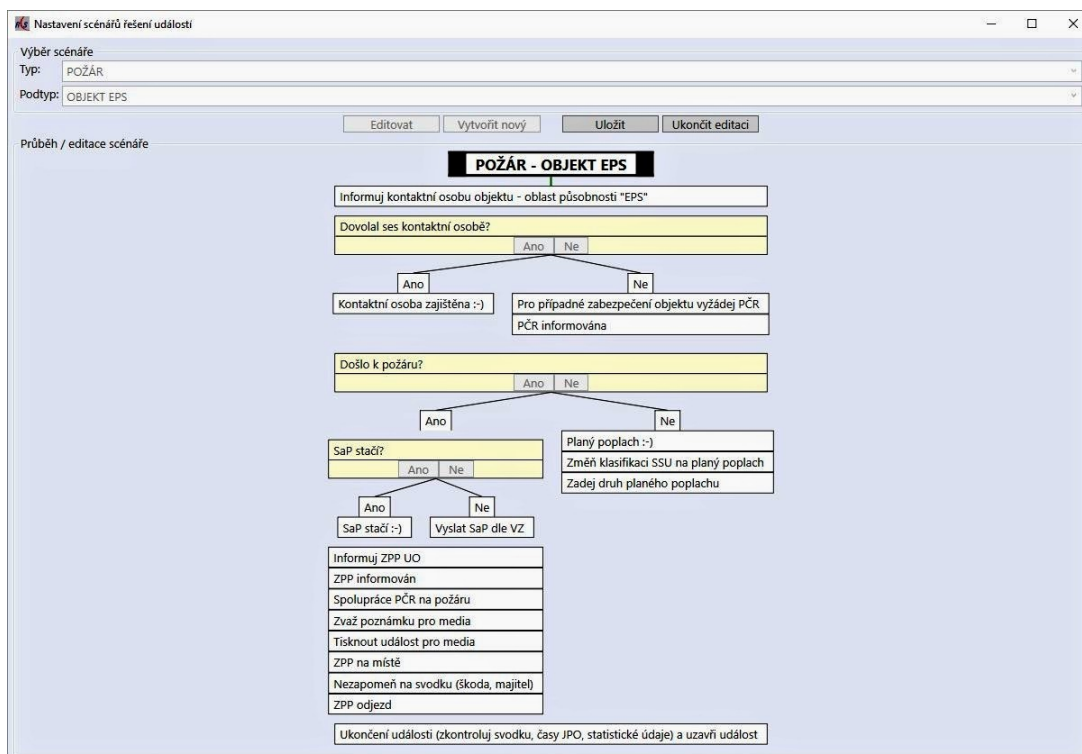 Nastavení scénářů řešení událostí
Výběr scénáře
Typ: POŽÁR
Podtyp: OBJEKT EPS
Editovat Vytvořit nový Uložit Ukončit editaci
Průběh / editace scénáře
POŽÁR - OBJEKT EPS
Informuj kontaktní osobu objektu - oblast působnosti "EPS"
Dovolal ses kontaktní osobě?
Ano Ne
Ano Ne
Kontaktní osoba zajištěna :-) Pro případné zabezpečení objektu vyžádej PČR
PČR informována
Došlo k požáru?
Ano Ne
Ano Ne
Planý poplach :-)
SaP stačí?
Změň klasifikaci SSU na planý poplach
Ano Ne
Zadej druh planého poplachu
Ano Ne
SaP stačí :-) Vyslat SaP dle VZ
Informuj ZPP UO
ZPP informován
Spolupráce PČR na požáru
Zvaž poznámku pro media
Tisknout událost pro media
ZPP na místě
Nezapomeň na svodku (škoda, majitel)
ZPP odjezd
Ukončení události (zkontroluj svodku, časy JPO, statistické údaje) a uzavři událost